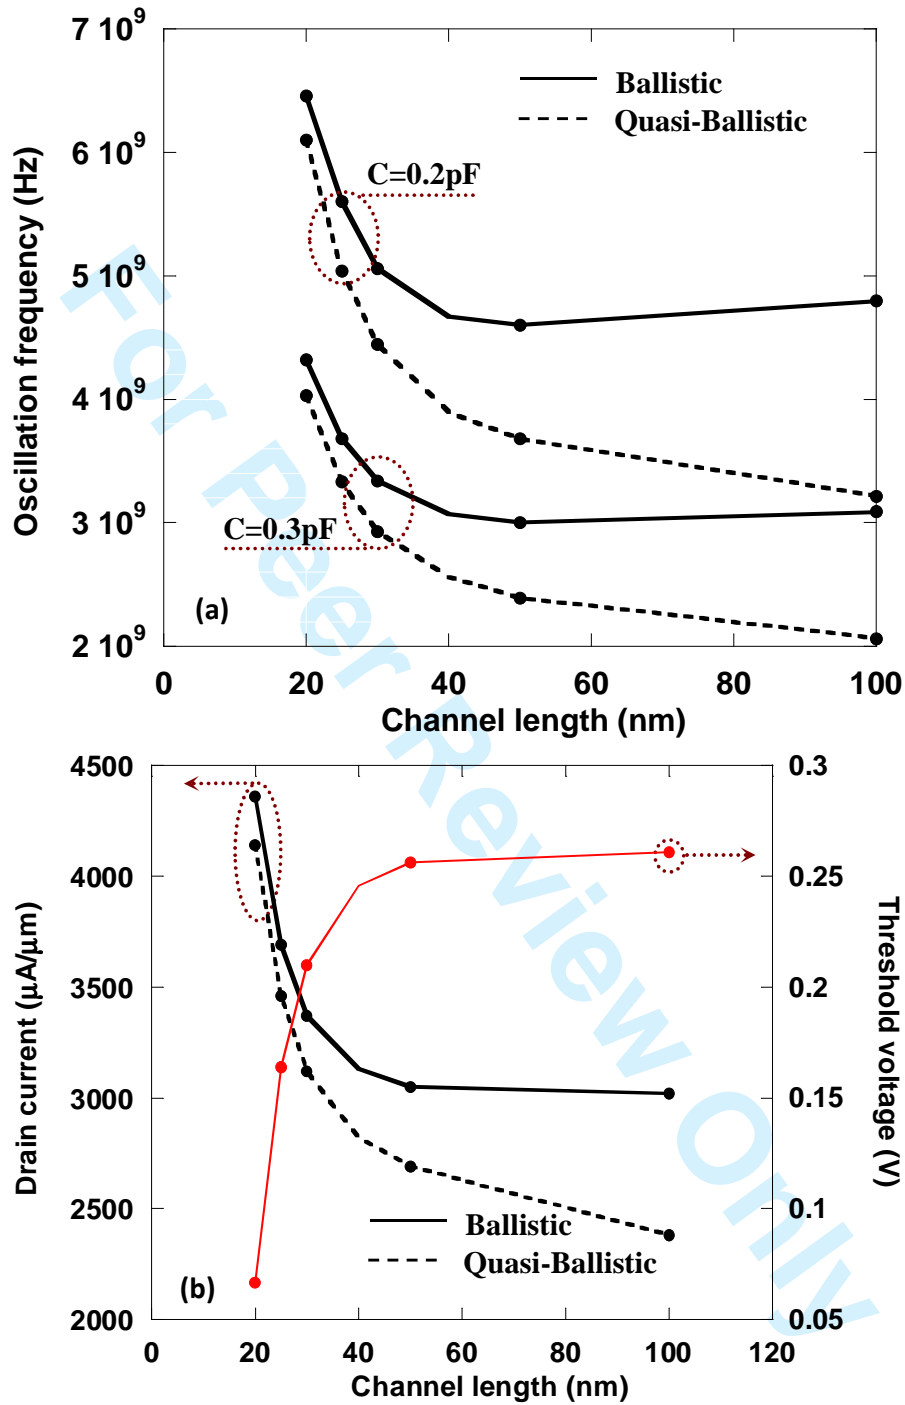 7 10⁹
6 10⁹
5 10⁹
4 10⁹
3 10⁹
2 10⁹
Oscillation frequency (Hz)
Ballistic
Quasi-Ballistic
C=0.2pF
C=0.3pF
(a)
0 20 40 60 80 100
Channel length (nm)
For Peer Review Only
4500
4000
3500
3000
2500
2000
Drain current (μA/μm)
0.3
0.25
0.2
0.15
0.1
0.05
Threshold voltage (V)
Ballistic
Quasi-Ballistic
(b)
0 20 40 60 80 100 120
Channel length (nm)